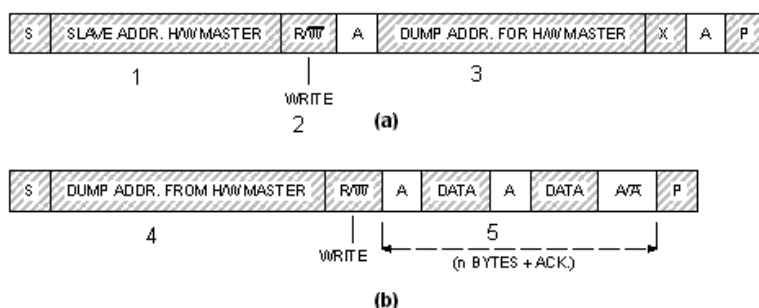 S SLAVE ADDR. H/W MASTER R/W̅ A DUMP ADDR. FOR H/W MASTER X A P
1 3
WRITE
2
(a)
S DUMP ADDR. FROM H/W MASTER R/W̅ A DATA A DATA A/A̅ P
4 5
WRITE (n BYTES + ACK.)
(b)